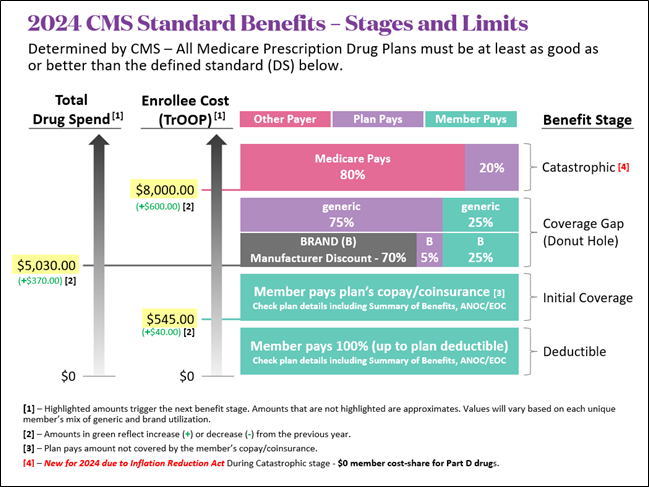 2024 CMS Standard Benefits – Stages and Limits
Determined by CMS – All Medicare Prescription Drug Plans must be at least as good as
or better than the defined standard (DS) below.
Total
Drug Spend [1]
Enrollee Cost
(TrOOP) [1]
Other Payer
Plan Pays
Member Pays
Benefit Stage
Medicare Pays
80%
20%
Catastrophic [4]
$8,000.00
(+$600.00) [2]
generic
75%
generic
25%
Coverage Gap
(Donut Hole)
BRAND (B)
Manufacturer Discount - 70%
B
5%
B
25%
$5,030.00
(+$370.00) [2]
Member pays plan's copay/coinsurance [3]
Check plan details including Summary of Benefits, ANOC/EOC
Initial Coverage
$545.00
(+$40.00) [2]
Member pays 100% (up to plan deductible)
Check plan details including Summary of Benefits, ANOC/EOC
Deductible
$0
$0
[1] – Highlighted amounts trigger the next benefit stage. Amounts that are not highlighted are approximates. Values will vary based on each unique
member's mix of generic and brand utilization.
[2] – Amounts in green reflect increase (+) or decrease (-) from the previous year.
[3] – Plan pays amount not covered by the member's copay/coinsurance.
[4] – New for 2024 due to Inflation Reduction Act During Catastrophic stage - $0 member cost-share for Part D drugs.